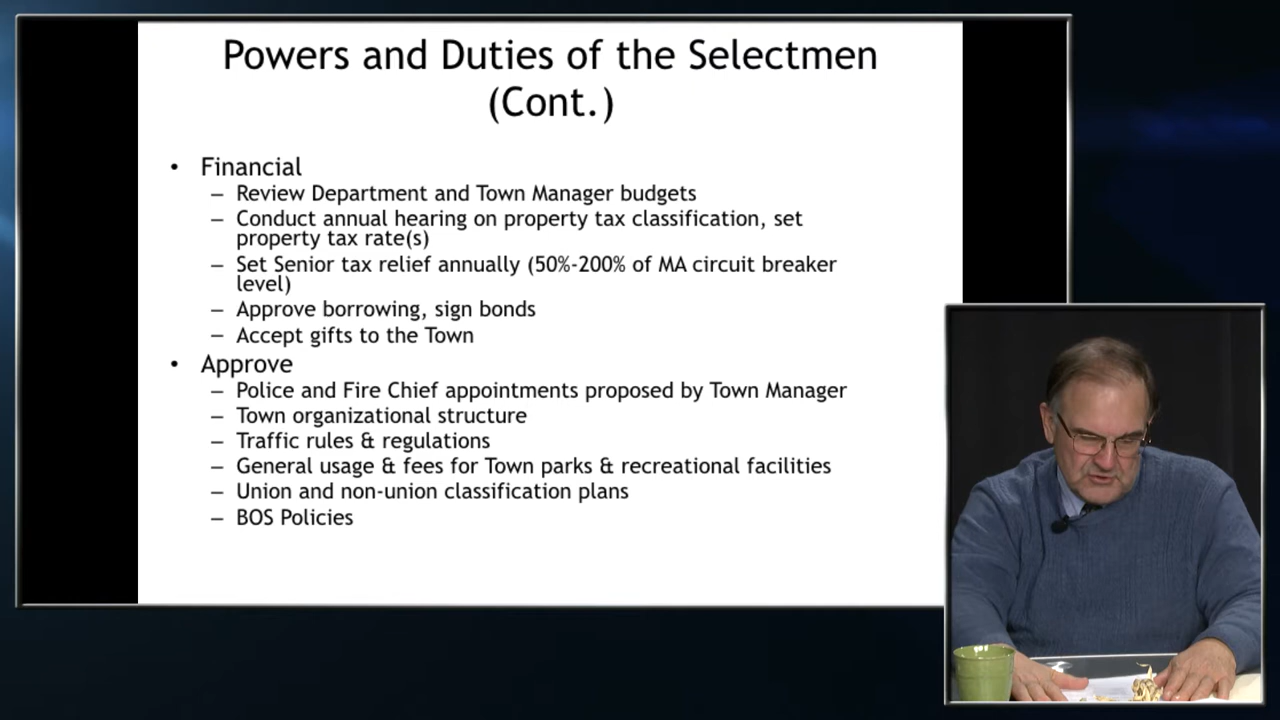 Powers and Duties of the Selectmen
(Cont.)
• Financial
– Review Department and Town Manager budgets
– Conduct annual hearing on property tax classification, set
property tax rate(s)
– Set Senior tax relief annually (50%-200% of MA circuit breaker
level)
– Approve borrowing, sign bonds
– Accept gifts to the Town
• Approve
– Police and Fire Chief appointments proposed by Town Manager
– Town organizational structure
– Traffic rules & regulations
– General usage & fees for Town parks & recreational facilities
– Union and non-union classification plans
– BOS Policies